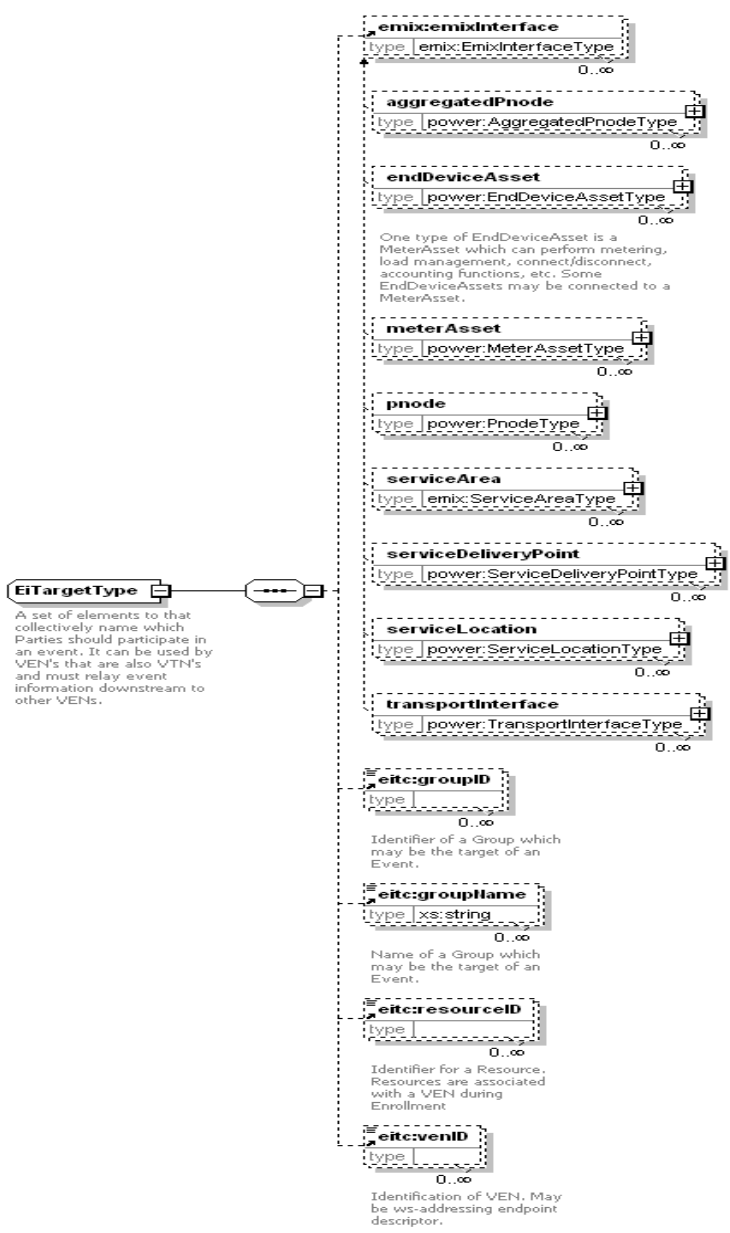 emix:emixInterface
type emix:EmixInterfaceType
0..∞
aggregatedPnode
type power:AggregatedPnodeType
0..∞
endDeviceAsset
type power:EndDeviceAssetType
0..∞
One type of EndDeviceAsset is a
MeterAsset which can perform metering,
load management, connect/disconnect,
accounting functions, etc. Some
EndDeviceAssets may be connected to a
MeterAsset.
meterAsset
type power:MeterAssetType
0..∞
pnode
type power:PnodeType
0..∞
serviceArea
type emix:ServiceAreaType
0..∞
serviceDeliveryPoint
type power:ServiceDeliveryPointType
0..∞
EiTargetType
A set of elements to that
collectively name which
Parties should participate in
an event. It can be used by
VEN's that are also VTN's
and must relay event
information downstream to
other VENs.
serviceLocation
type power:ServiceLocationType
0..∞
transportInterface
type power:TransportInterfaceType
0..∞
eitc:groupID
type
0..∞
Identifier of a Group which
may be the target of an
Event.
eitc:groupName
type xs:string
0..∞
Name of a Group which
may be the target of an
Event.
eitc:resourceID
type
0..∞
Identifier for a Resource.
Resources are associated
with a VEN during
Enrollment
eitc:venID
type
0..∞
Identification of VEN. May
be ws-addressing endpoint
descriptor.